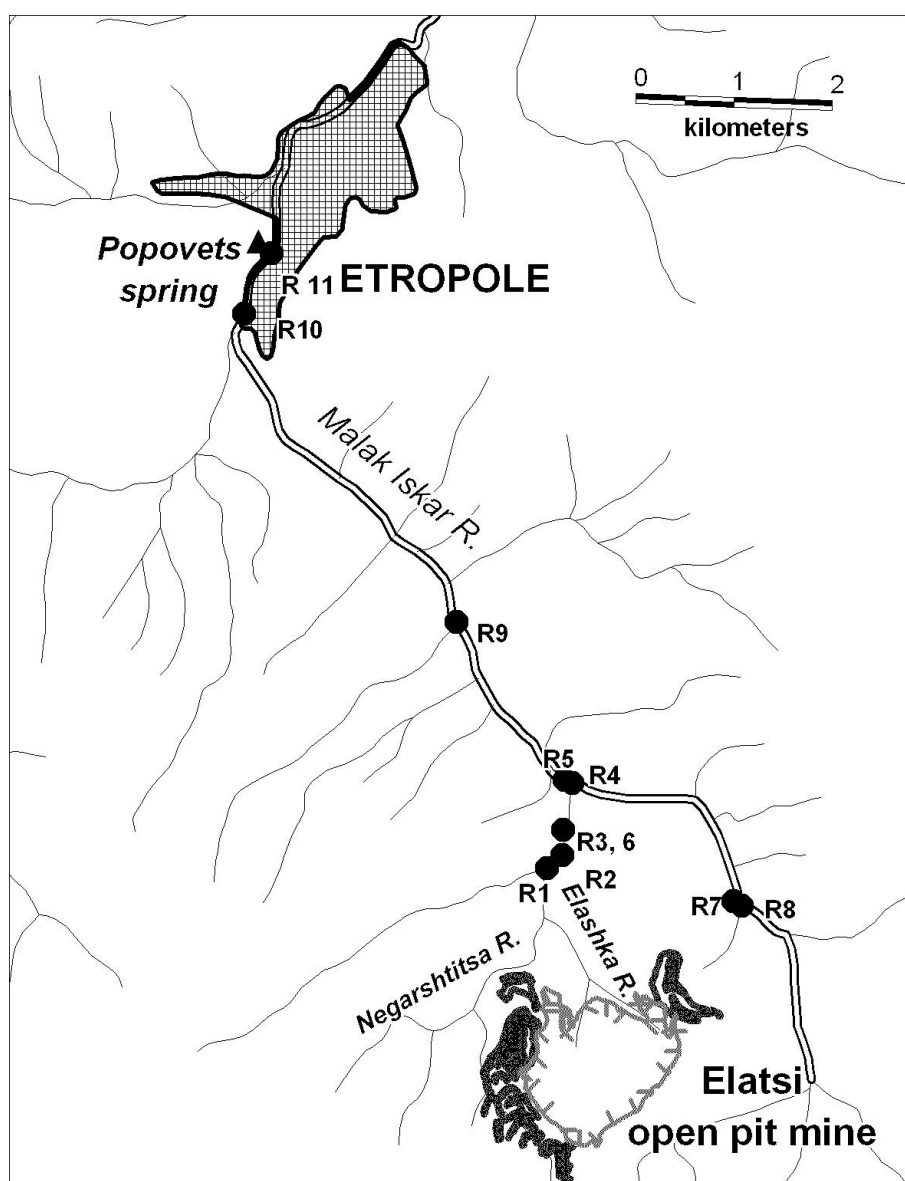 0 1 2
kilometers
Popovets
spring
R 11 ETROPOLE
R10
Malak Iskar R.
R9
R5 R4
R3, 6
R1 R2
R7 R8
Elashka R.
Negarshtitsa R.
Elatsi
open pit mine